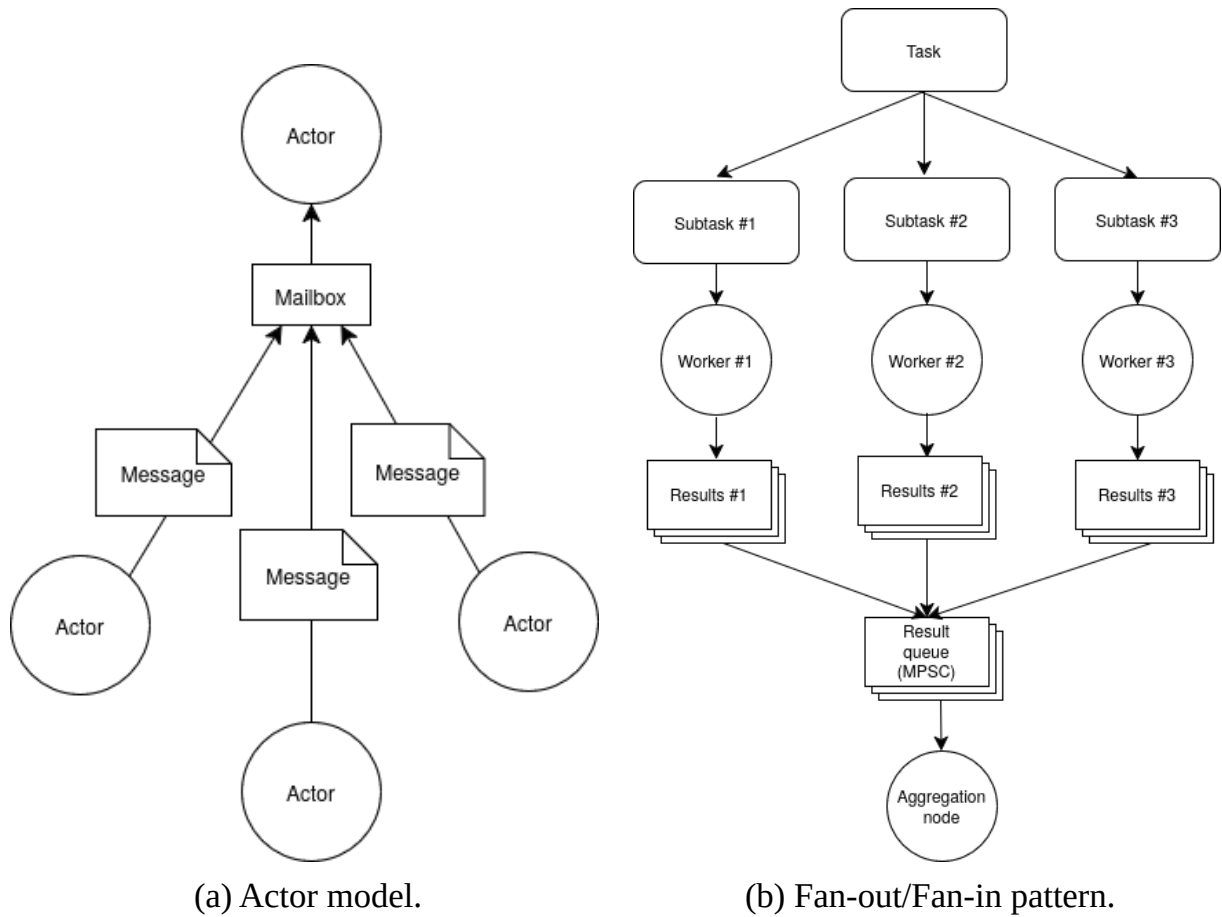 Actor
Mailbox
Message
Message
Message
Actor
Actor
Actor
(a) Actor model.
Task
Subtask #1
Subtask #2
Subtask #3
Worker #1
Worker #2
Worker #3
Results #1
Results #2
Results #3
Result
queue
(MPSC)
Aggregation
node
(b) Fan-out/Fan-in pattern.